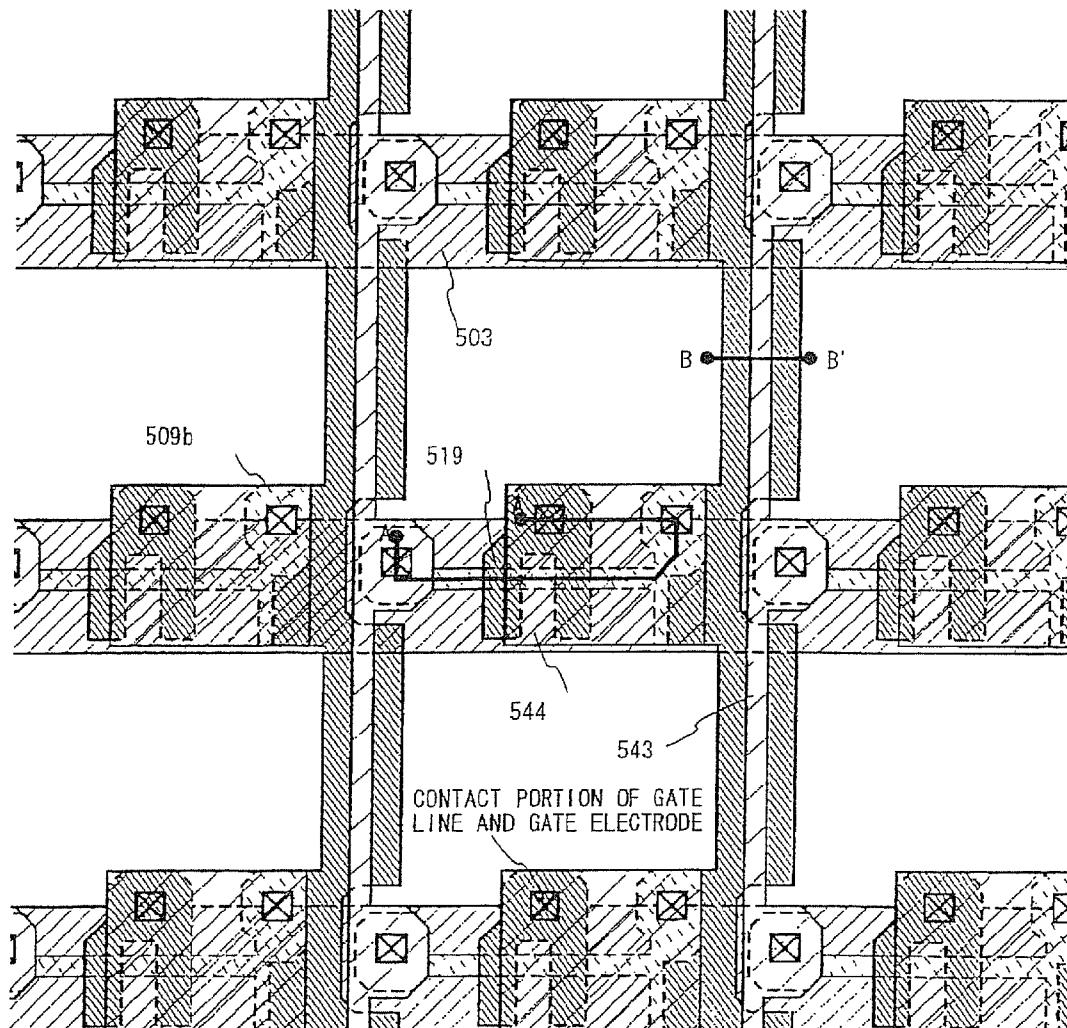 503
B B'
509b
519
A
544
543
CONTACT PORTION OF GATE
LINE AND GATE ELECTRODE